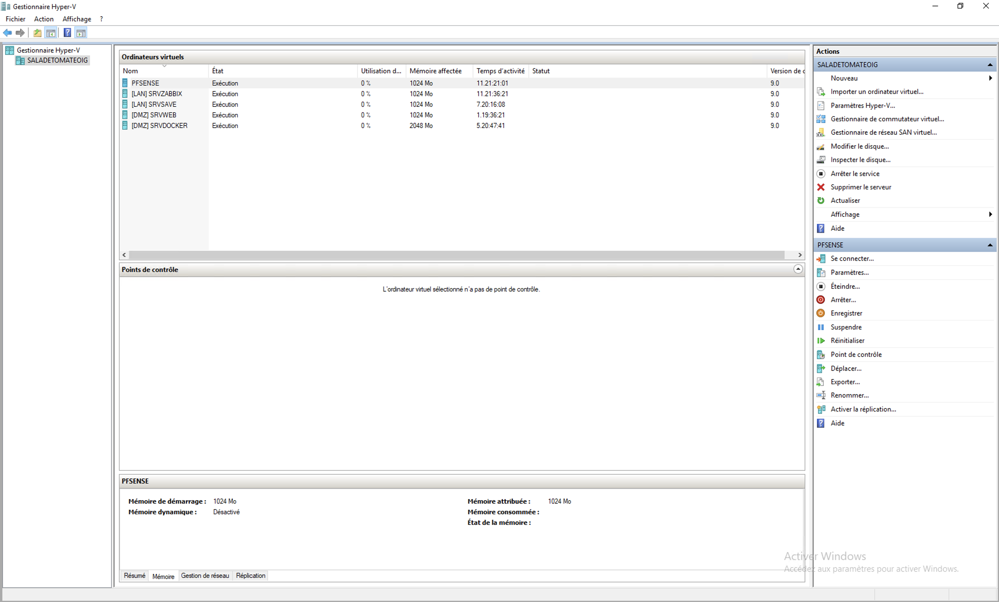 Gestionnaire Hyper-V
Fichier Action Affichage ?
Gestionnaire Hyper-V
SALADETOMATEOIG
Ordinateurs virtuels
Nom État Utilisation d... Mémoire affectée Temps d'activité Statut Version de c
PFSENSE Exécution 0 % 1024 Mo 11.21:21:01 9.0
[LAN] SRVZABBIX Exécution 0 % 1024 Mo 11.21:36:21 9.0
[LAN] SRVSAVE Exécution 0 % 1024 Mo 7.20:16:08 9.0
[DMZ] SRVWEB Exécution 0 % 1024 Mo 1.19:36:21 9.0
[DMZ] SRVDOCKER Exécution 0 % 2048 Mo 5.20:47:41 9.0
Points de contrôle
L'ordinateur virtuel sélectionné n'a pas de point de contrôle.
PFSENSE
Mémoire de démarrage : 1024 Mo Mémoire attribuée : 1024 Mo
Mémoire dynamique : Désactivé Mémoire consommée :
État de la mémoire :
Résumé Mémoire Gestion de réseau Réplication
Actions
SALADETOMATEOIG
Nouveau
Importer un ordinateur virtuel...
Paramètres Hyper-V...
Gestionnaire de commutateur virtuel...
Gestionnaire de réseau SAN virtuel...
Modifier le disque...
Inspecter le disque...
Arrêter le service
Supprimer le serveur
Actualiser
Affichage
Aide
PFSENSE
Se connecter...
Paramètres...
Éteindre...
Arrêter...
Enregistrer
Suspendre
Réinitialiser
Point de contrôle
Déplacer...
Exporter...
Renommer...
Activer la réplication...
Aide
Activer Windows
Accédez aux paramètres pour activer Windows.